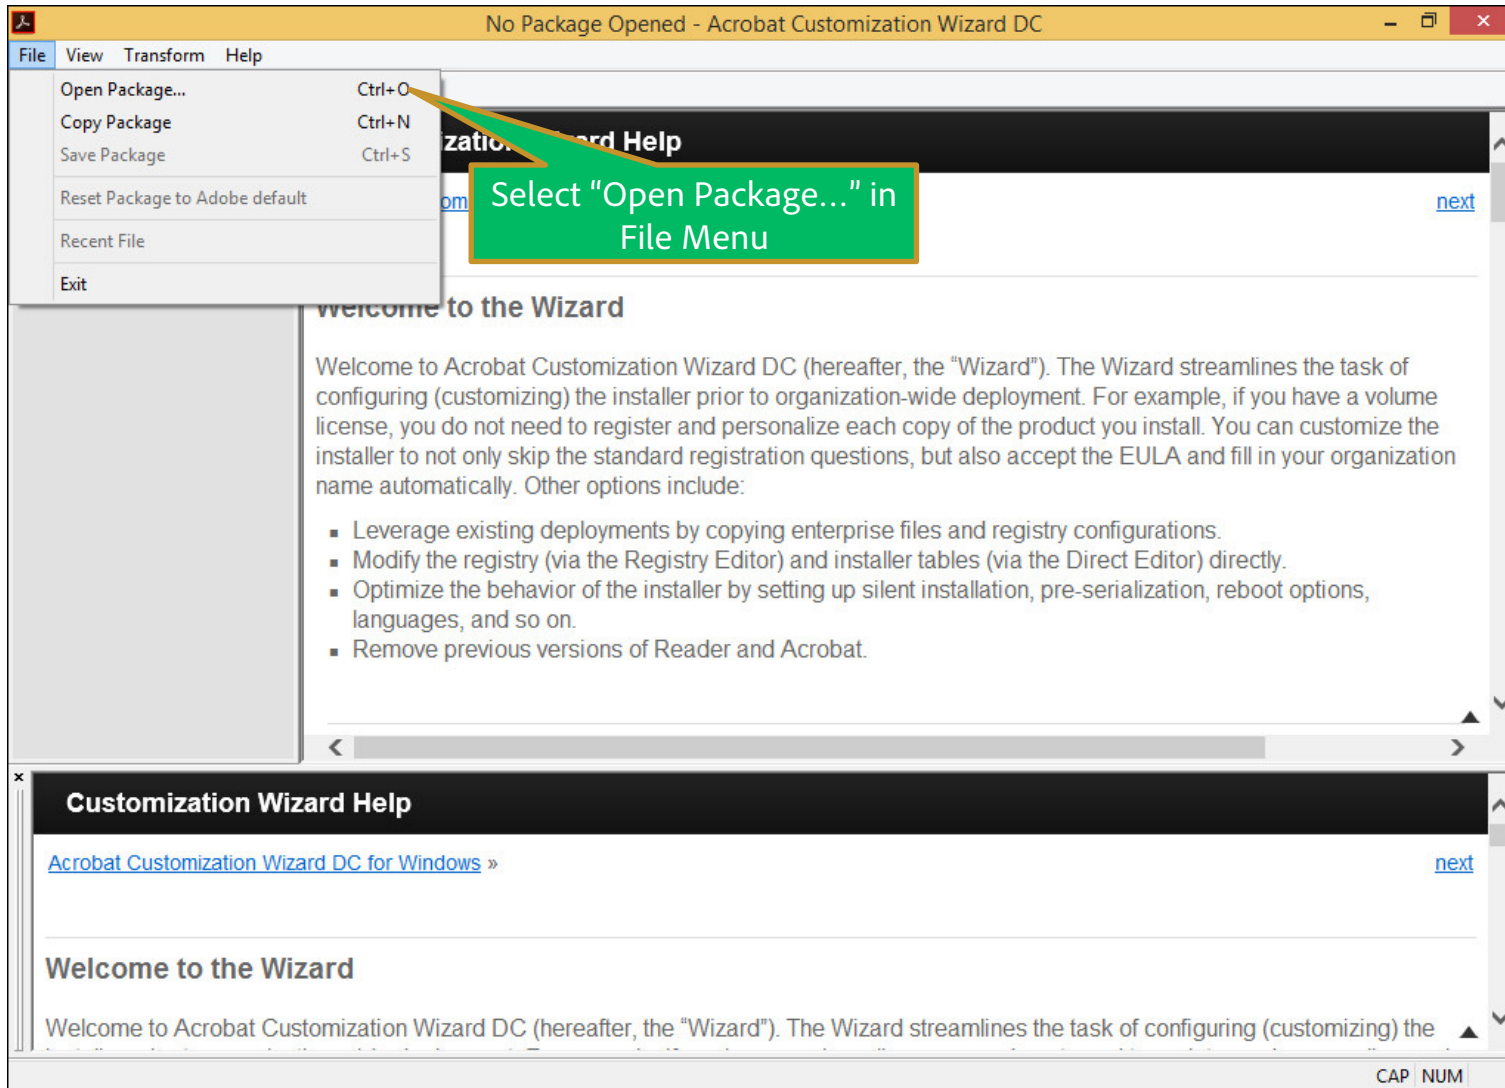 No Package Opened - Acrobat Customization Wizard DC
File View Transform Help
Open Package... Ctrl+O
Copy Package Ctrl+N
Save Package Ctrl+S
Reset Package to Adobe default
Recent File
Exit
Help
Select “Open Package…” in
File Menu
next
Welcome to the Wizard
Welcome to Acrobat Customization Wizard DC (hereafter, the “Wizard”). The Wizard streamlines the task of
configuring (customizing) the installer prior to organization-wide deployment. For example, if you have a volume
license, you do not need to register and personalize each copy of the product you install. You can customize the
installer to not only skip the standard registration questions, but also accept the EULA and fill in your organization
name automatically. Other options include:
▪ Leverage existing deployments by copying enterprise files and registry configurations.
▪ Modify the registry (via the Registry Editor) and installer tables (via the Direct Editor) directly.
▪ Optimize the behavior of the installer by setting up silent installation, pre-serialization, reboot options,
languages, and so on.
▪ Remove previous versions of Reader and Acrobat.
Customization Wizard Help
Acrobat Customization Wizard DC for Windows »
next
Welcome to the Wizard
Welcome to Acrobat Customization Wizard DC (hereafter, the “Wizard”). The Wizard streamlines the task of configuring (customizing) the
CAP NUM